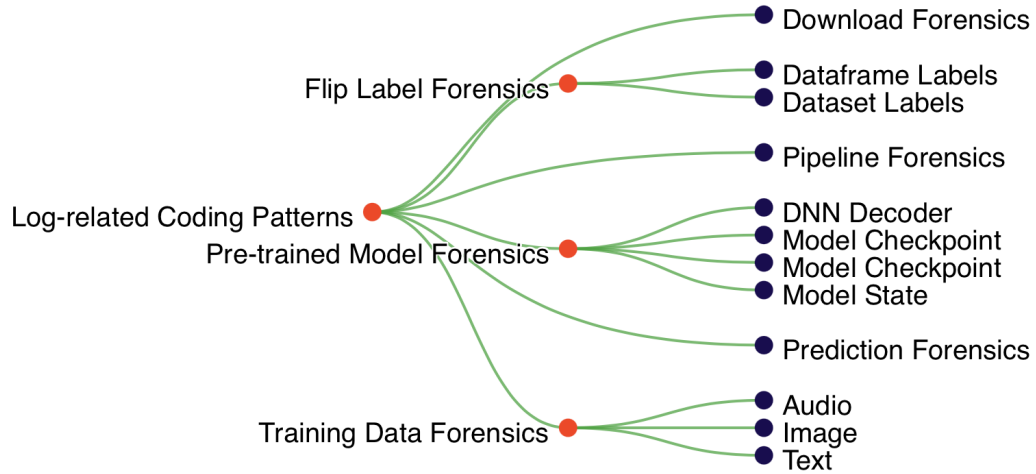 Download Forensics
Flip Label Forensics
Dataframe Labels
Dataset Labels
Pipeline Forensics
Log-related Coding Patterns
Pre-trained Model Forensics
DNN Decoder
Model Checkpoint
Model Checkpoint
Model State
Prediction Forensics
Training Data Forensics
Audio
Image
Text